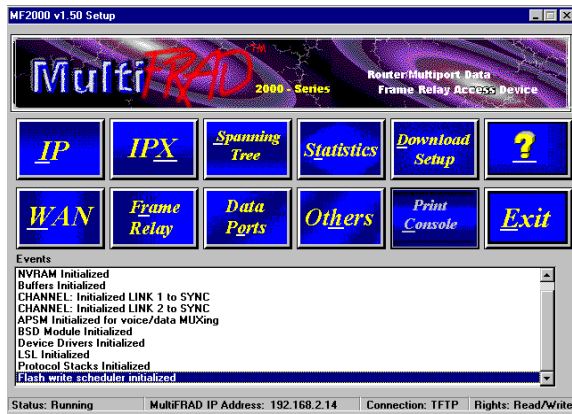 MF2000 v1.50 Setup
MultiFRAD™
2000 - Series
Router/Multiport Data
Frame Relay Access Device
IP
IPX
Spanning
Tree
Statistics
Download
Setup
?
WAN
Frame
Relay
Data
Ports
Others
Print
Console
Exit
Events
NVRAM Initialized
Buffers Initialized
CHANNEL: Initialized LINK 1 to SYNC
CHANNEL: Initialized LINK 2 to SYNC
APSM Initialized for voice/data MUXing
BSD Module Initialized
Device Drivers Initialized
LSL Initialized
Protocol Stacks Initialized
Flash write scheduler initialized
Status: Running
MultiFRAD IP Address: 192.168.2.14
Connection: TFTP
Rights: Read/Write